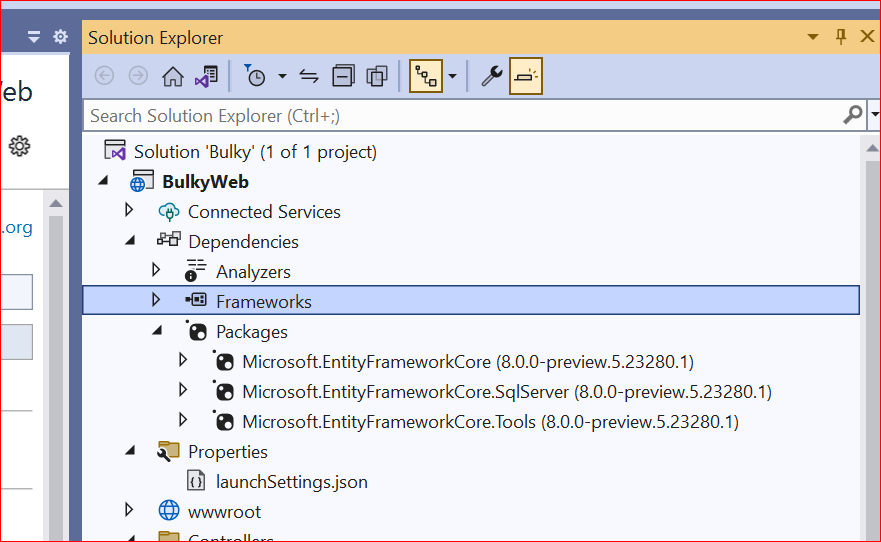 Solution Explorer
Web
Search Solution Explorer (Ctrl+;)
Solution 'Bulky' (1 of 1 project)
BulkyWeb
Connected Services
.org
Dependencies
Analyzers
Frameworks
Packages
Microsoft.EntityFrameworkCore (8.0.0-preview.5.23280.1)
Microsoft.EntityFrameworkCore.SqlServer (8.0.0-preview.5.23280.1)
Microsoft.EntityFrameworkCore.Tools (8.0.0-preview.5.23280.1)
Properties
launchSettings.json
wwwroot
Controllers